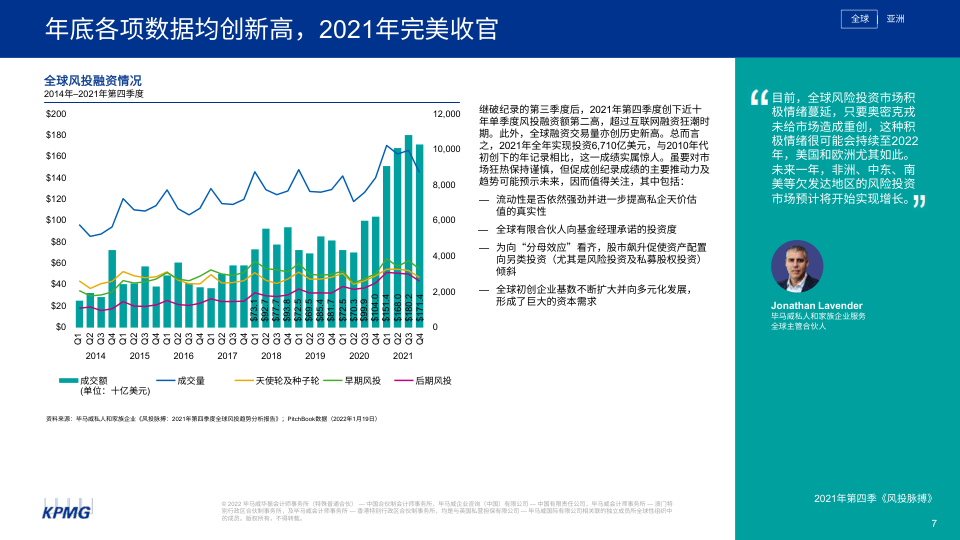 年底各项数据均创新高，2021年完美收官
全球
亚洲
全球风投融资情况
2014年–2021年第四季度
$200
$180
$160
$140
$120
$100
$80
$60
$40
$20
$0
12,000
10,000
8,000
6,000
4,000
2,000
0
$73.1
$92.7
$77.7
$93.8
$72.5
$69.5
$85.4
$81.7
$72.5
$70.3
$99.9
$104.0
$151.4
$168.0
$180.2
$171.4
Q1 Q2 Q3 Q4 Q1 Q2 Q3 Q4 Q1 Q2 Q3 Q4 Q1 Q2 Q3 Q4 Q1 Q2 Q3 Q4 Q1 Q2 Q3 Q4 Q1 Q2 Q3 Q4 Q1 Q2 Q3 Q4
2014 2015 2016 2017 2018 2019 2020 2021
成交额
(单位：十亿美元)
成交量
天使轮及种子轮
早期风投
后期风投
资料来源：毕马威私人和家族企业《风投脉搏：2021年第四季度全球风投趋势分析报告》；PitchBook数据（2022年1月19日）
继破纪录的第三季度后，2021年第四季度创下近十
年单季度风投融资额第二高，超过互联网融资狂潮时
期。此外，全球融资交易量亦创历史新高。总而言
之，2021年全年实现投资6,710亿美元，与2010年代
初创下的年记录相比，这一成绩实属惊人。虽要对市
场狂热保持谨慎，但促成创纪录成绩的主要推动力及
趋势可能预示未来，因而值得关注，其中包括：
— 流动性是否依然强劲并进一步提高私企天价估
值的真实性
— 全球有限合伙人向基金经理承诺的投资度
— 为向“分母效应”看齐，股市飙升促使资产配置
向另类投资（尤其是风险投资及私募股权投资）
倾斜
— 全球初创企业基数不断扩大并向多元化发展，
形成了巨大的资本需求
“目前，全球风险投资市场积
极情绪蔓延，只要奥密克戎
未给市场造成重创，这种积
极情绪很可能会持续至2022
年，美国和欧洲尤其如此。
未来一年，非洲、中东、南
美等欠发达地区的风险投资
市场预计将开始实现增长。”
Jonathan Lavender
毕马威私人和家族企业服务
全球主管合伙人
KPMG
© 2022 毕马威华振会计师事务所（特殊普通合伙） — 中国合伙制会计师事务所，毕马威企业咨询（中国）有限公司 — 中国有限责任公司，毕马威会计师事务所 — 澳门特
别行政区合伙制事务所，及毕马威会计师事务所 — 香港特别行政区合伙制事务所，均是与英国私营担保有限公司 — 毕马威国际有限公司相关联的独立成员所全球性组织中
的成员。版权所有，不得转载。
2021年第四季《风投脉搏》
7